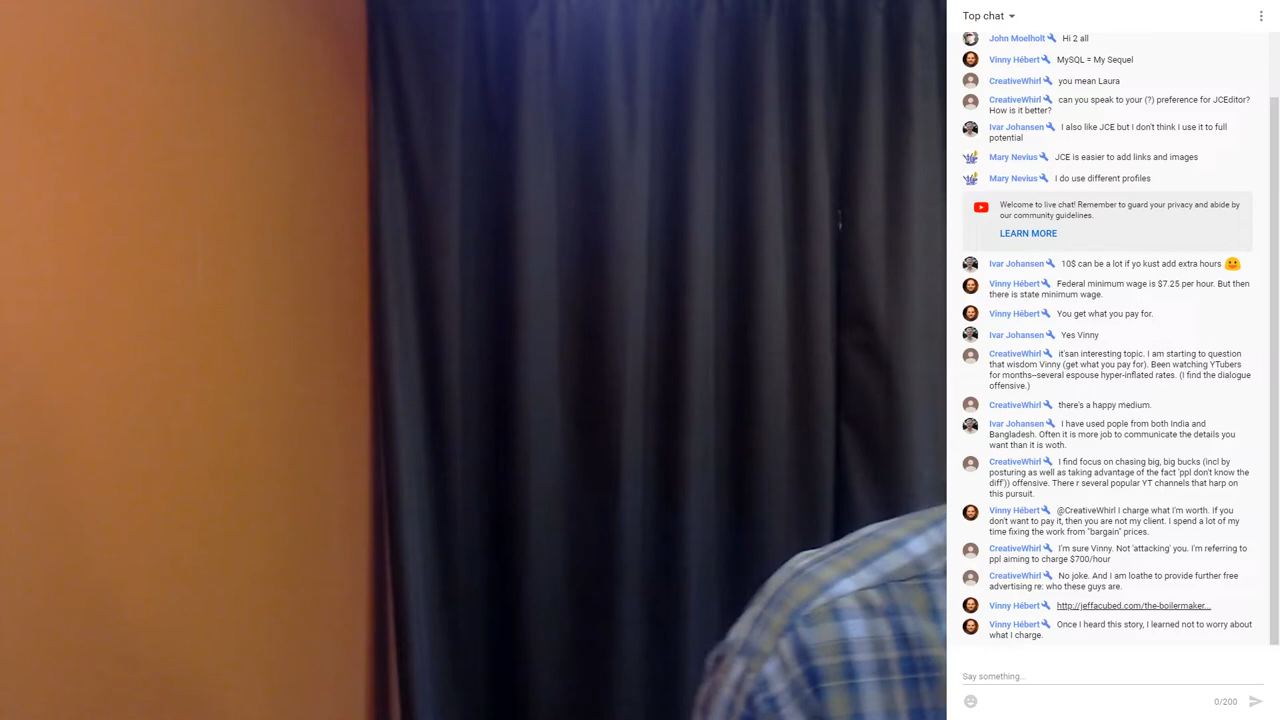 Top chat
John Moelholt Hi 2 all
Vinny Hébert MySQL = My Sequel
CreativeWhirl you mean Laura
CreativeWhirl can you speak to your (?) preference for JCEditor?
How is it better?
Ivar Johansen I also like JCE but I don't think I use it to full
potential
Mary Nevius JCE is easier to add links and images
Mary Nevius I do use different profiles
Welcome to live chat! Remember to guard your privacy and abide by
our community guidelines.
LEARN MORE
Ivar Johansen 10$ can be a lot if yo kust add extra hours
Vinny Hébert Federal minimum wage is $7.25 per hour. But then
there is state minimum wage.
Vinny Hébert You get what you pay for.
Ivar Johansen Yes Vinny
CreativeWhirl it'san interesting topic. I am starting to question
that wisdom Vinny (get what you pay for). Been watching YTubers
for months--several espouse hyper-inflated rates. (I find the dialogue
offensive.)
CreativeWhirl there's a happy medium.
Ivar Johansen I have used pople from both India and
Bangladesh. Often it is more job to communicate the details you
want than it is woth.
CreativeWhirl I find focus on chasing big, big bucks (incl by
posturing as well as taking advantage of the fact 'ppl don't know the
diff')) offensive. There r several popular YT channels that harp on
this pursuit.
Vinny Hébert @CreativeWhirl I charge what I'm worth. If you
don't want to pay it, then you are not my client. I spend a lot of my
time fixing the work from "bargain" prices.
CreativeWhirl I'm sure Vinny. Not 'attacking' you. I'm referring to
ppl aiming to charge $700/hour
CreativeWhirl No joke. And I am loathe to provide further free
advertising re: who these guys are.
Vinny Hébert http://jeffacubed.com/the-boilermaker...
Vinny Hébert Once I heard this story, I learned not to worry about
what I charge.
Say something...
0/200